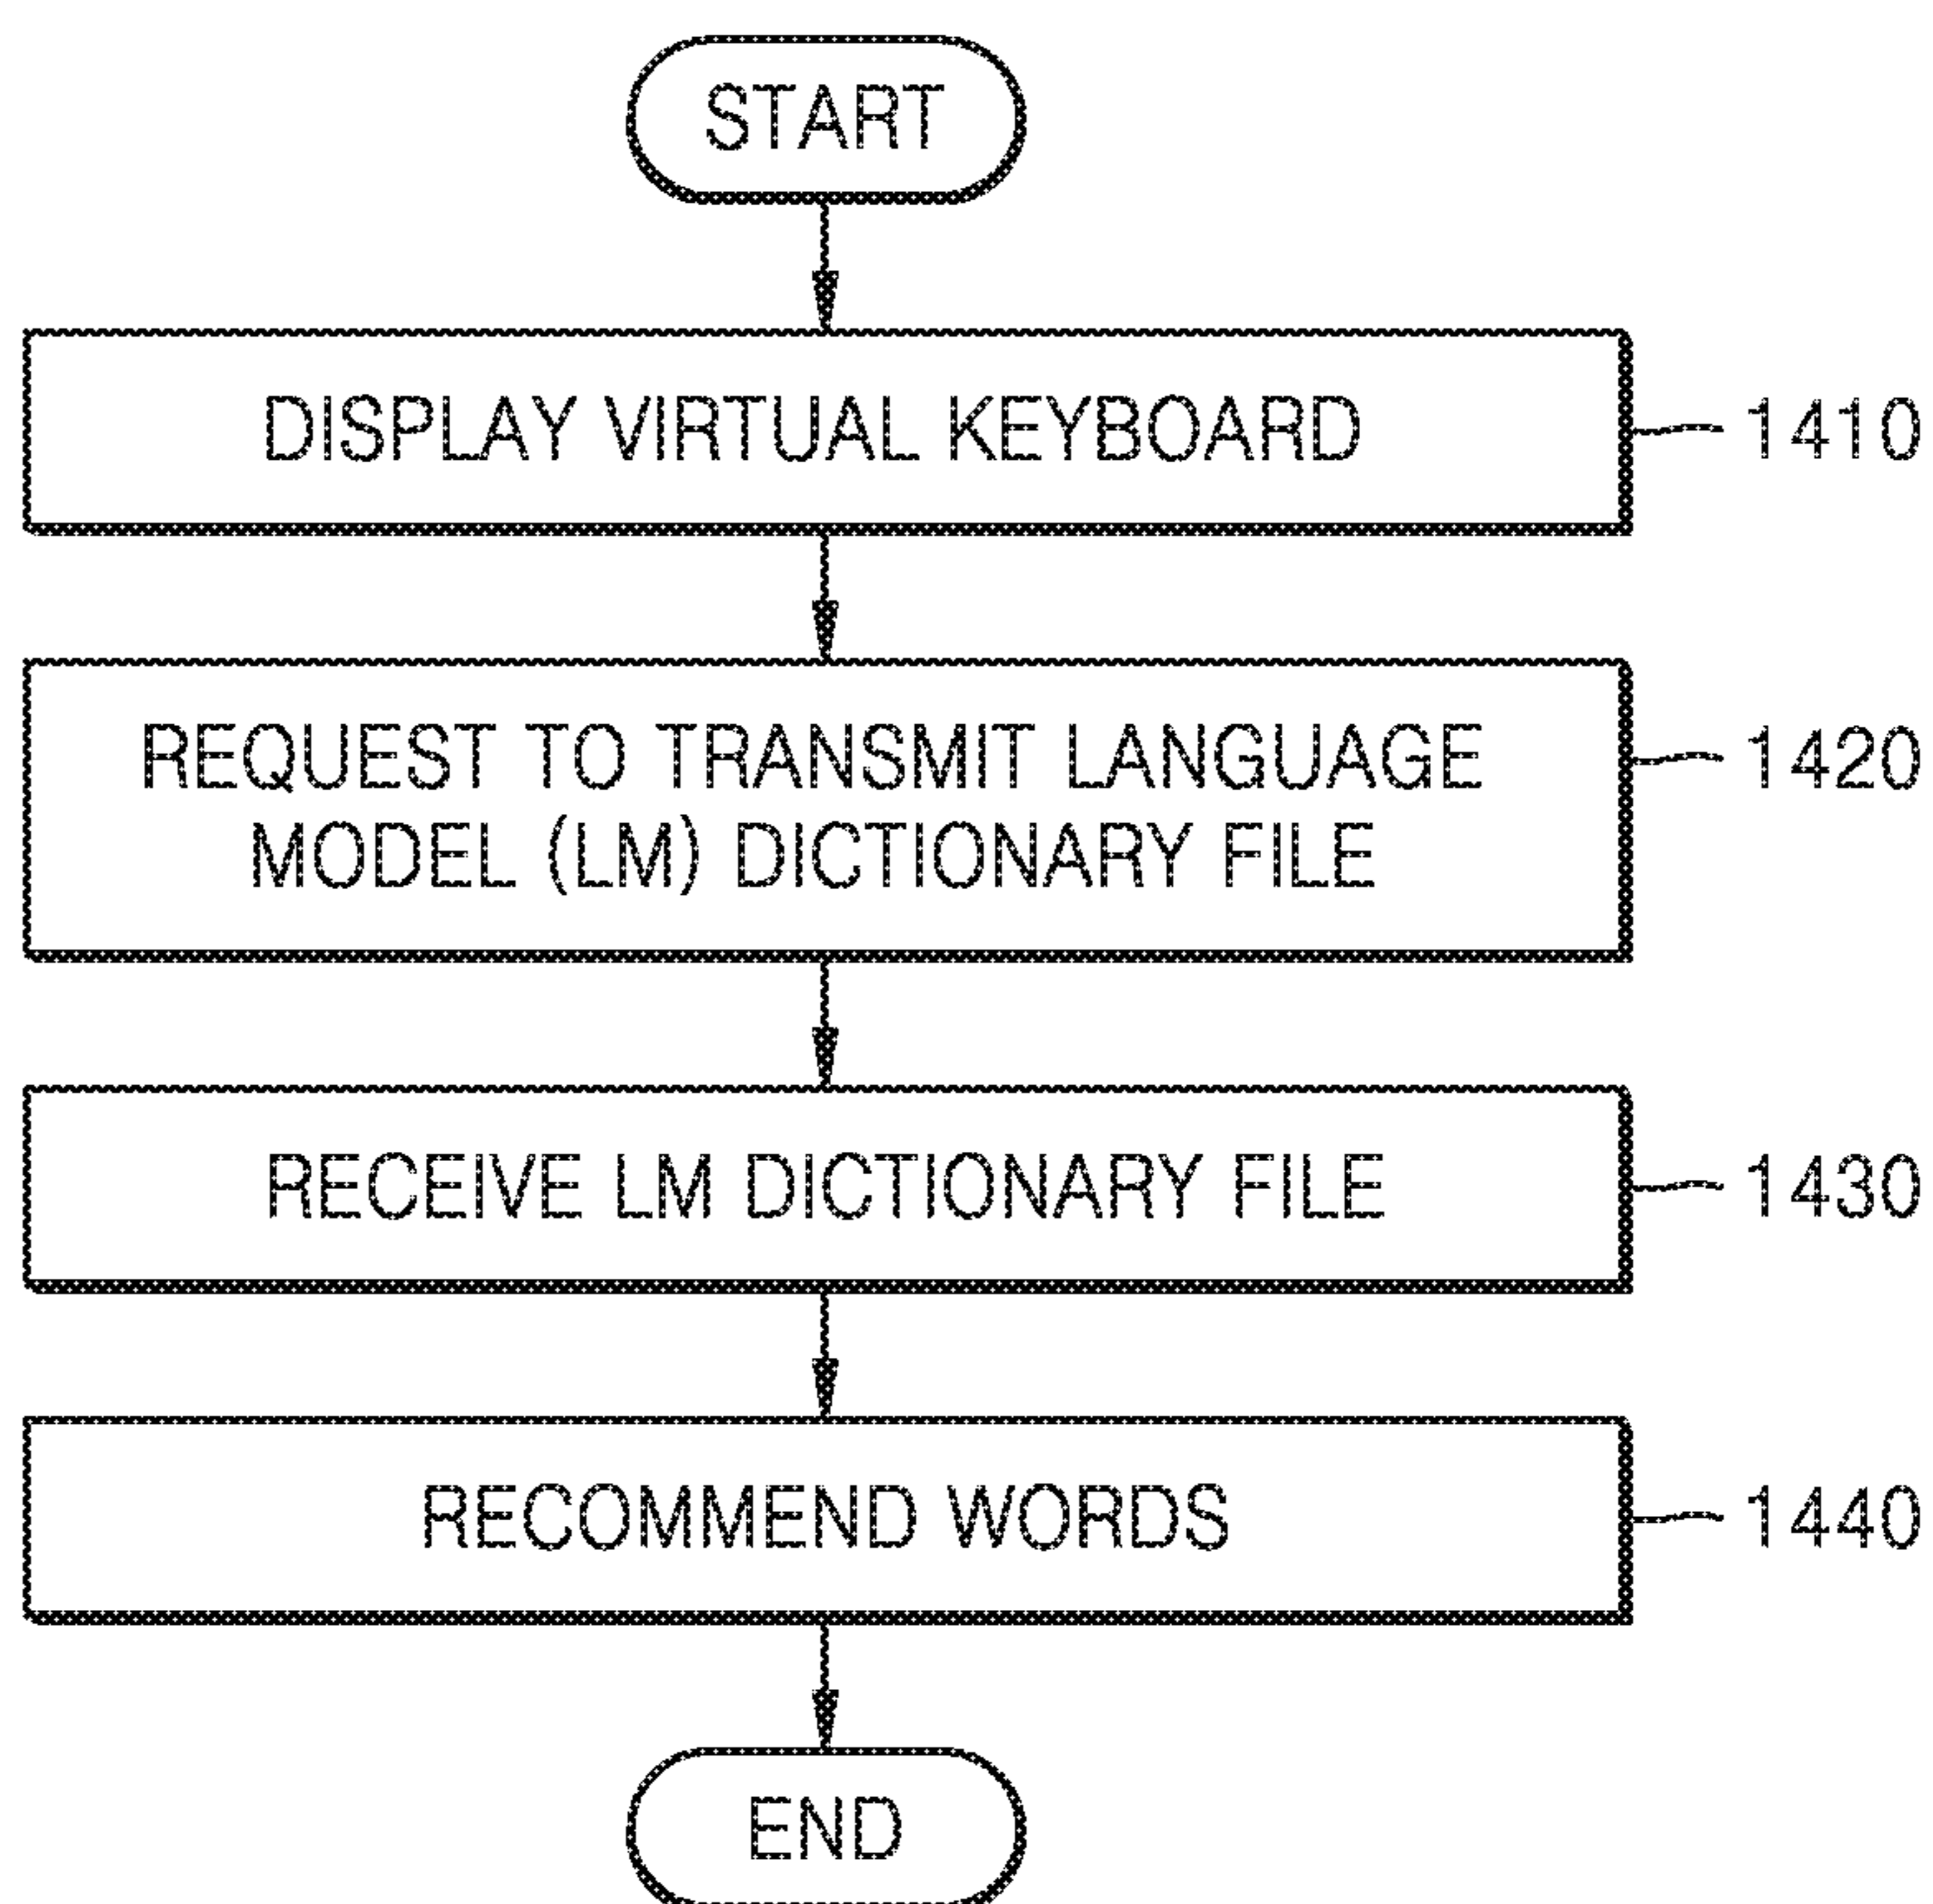 START
DISPLAY VIRTUAL KEYBOARD
1410
REQUEST TO TRANSMIT LANGUAGE
MODEL (LM) DICTIONARY FILE
1420
RECEIVE LM DICTIONARY FILE
1430
RECOMMEND WORDS
1440
END